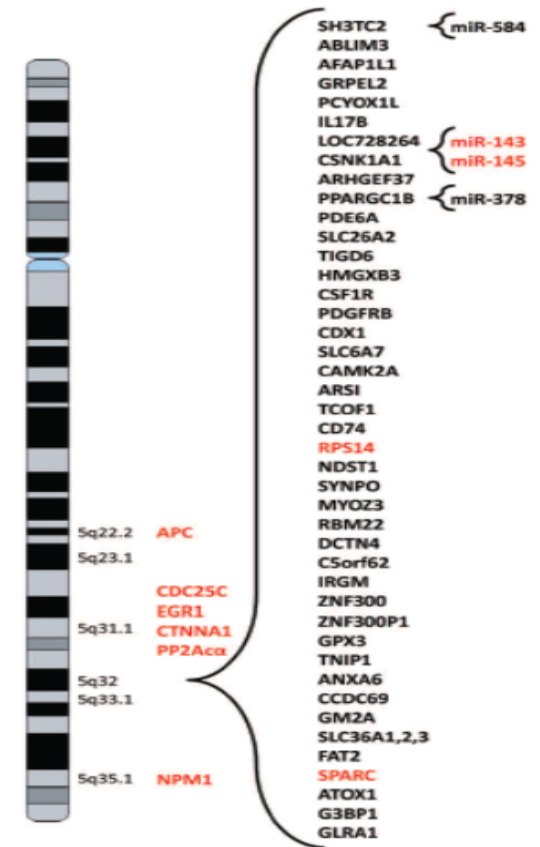 5q22.2 APC
5q23.1
CDC25C
EGR1
5q31.1 CTNNA1
PP2Acα
5q32
5q33.1
5q35.1 NPM1
SH3TC2 miR-584
ABLIM3
AFAP1L1
GRPEL2
PCYOX1L
IL17B
LOC728264 miR-143
CSNK1A1 miR-145
ARHGEF37
PPARGC1B miR-378
PDE6A
SLC26A2
TIGD6
HMGXB3
CSF1R
PDGFRB
CDX1
SLC6A7
CAMK2A
ARSI
TCOF1
CD74
RPS14
NDST1
SYNPO
MYOZ3
RBM22
DCTN4
C5orf62
IRGM
ZNF300
ZNF300P1
GPX3
TNIP1
ANXA6
CCDC69
GM2A
SLC36A1,2,3
FAT2
SPARC
ATOX1
G3BP1
GLRA1